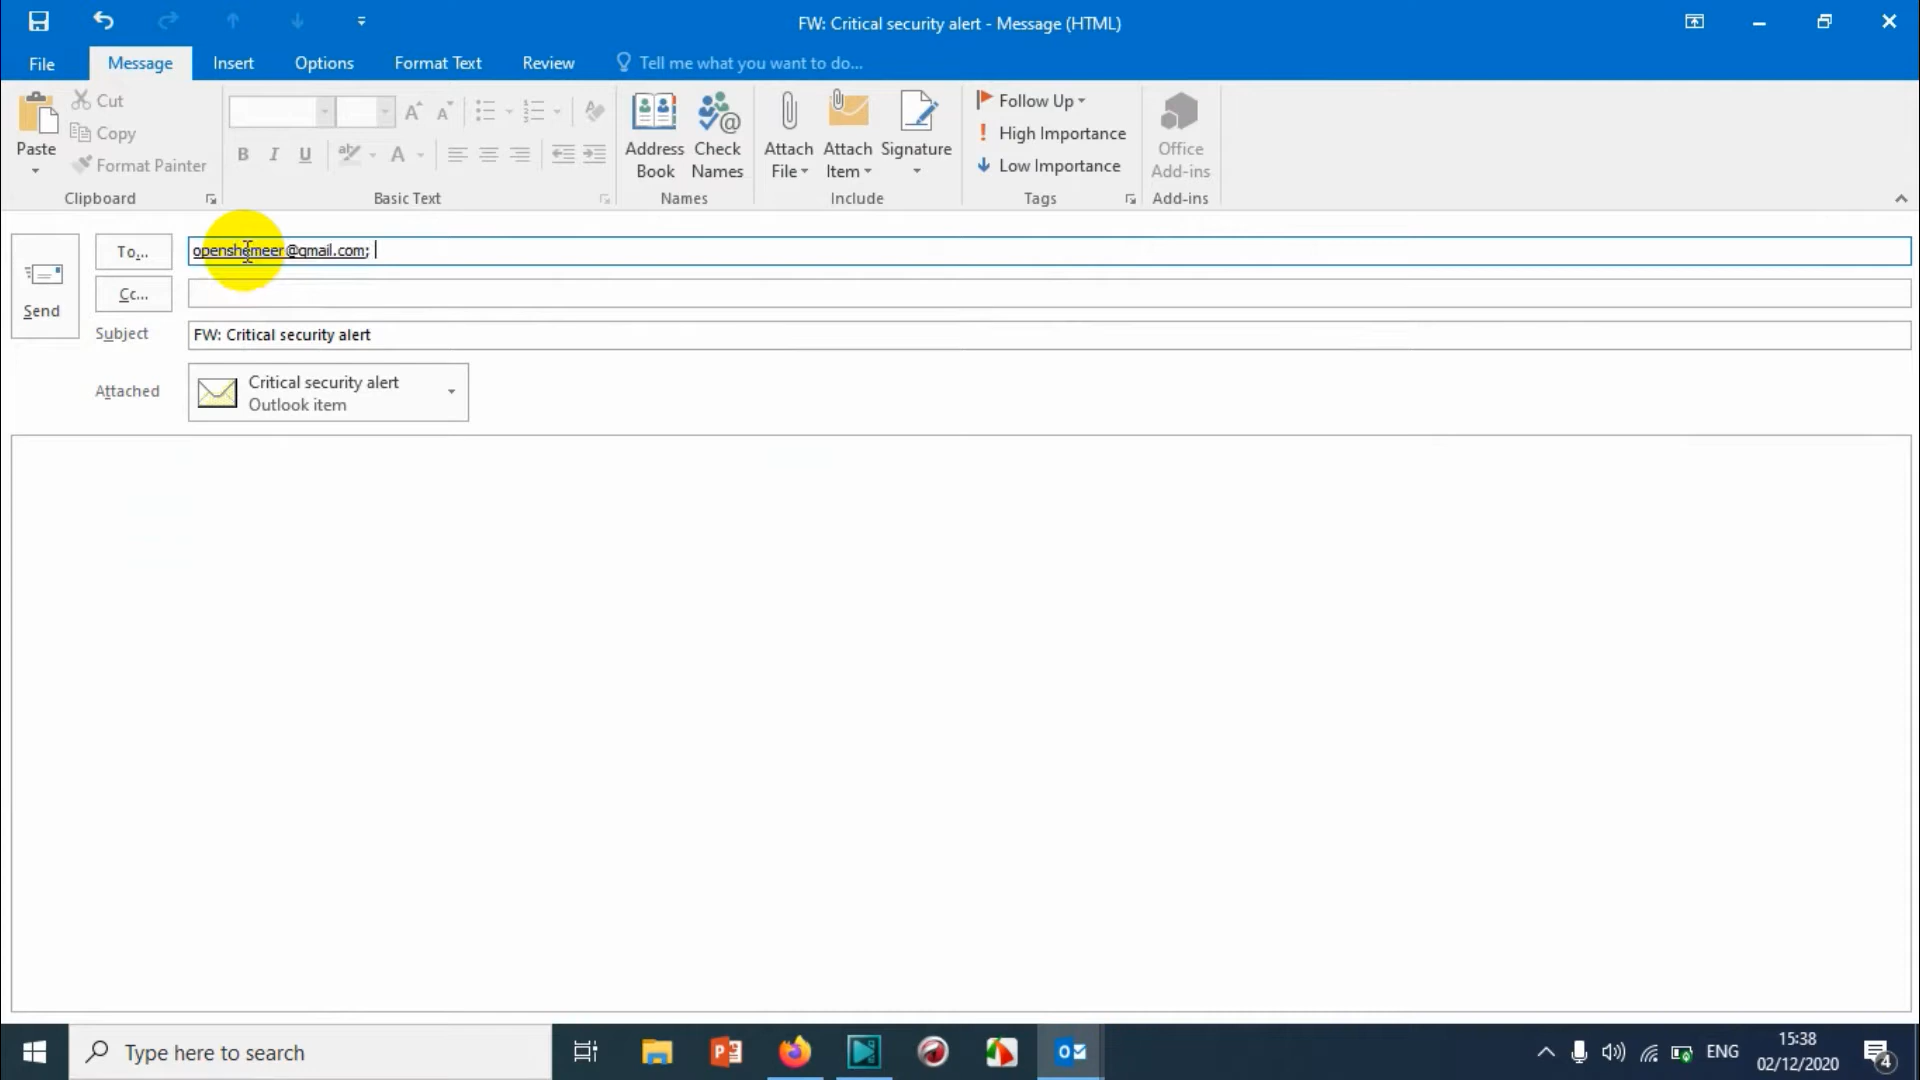 FW: Critical security alert - Message (HTML)
File Message Insert Options Format Text Review Tell me what you want to do...
Paste
Cut
Copy
Format Painter
Clipboard
B I U
A
Basic Text
Address Book
Check Names
Names
Attach File
Attach Item
Signature
Include
Follow Up
High Importance
Low Importance
Tags
Office Add-ins
Add-ins
Send
To... openshemeer@gmail.com;
Cc...
Subject FW: Critical security alert
Attached Critical security alert
Outlook item
Type here to search
ENG
15:38
02/12/2020
4